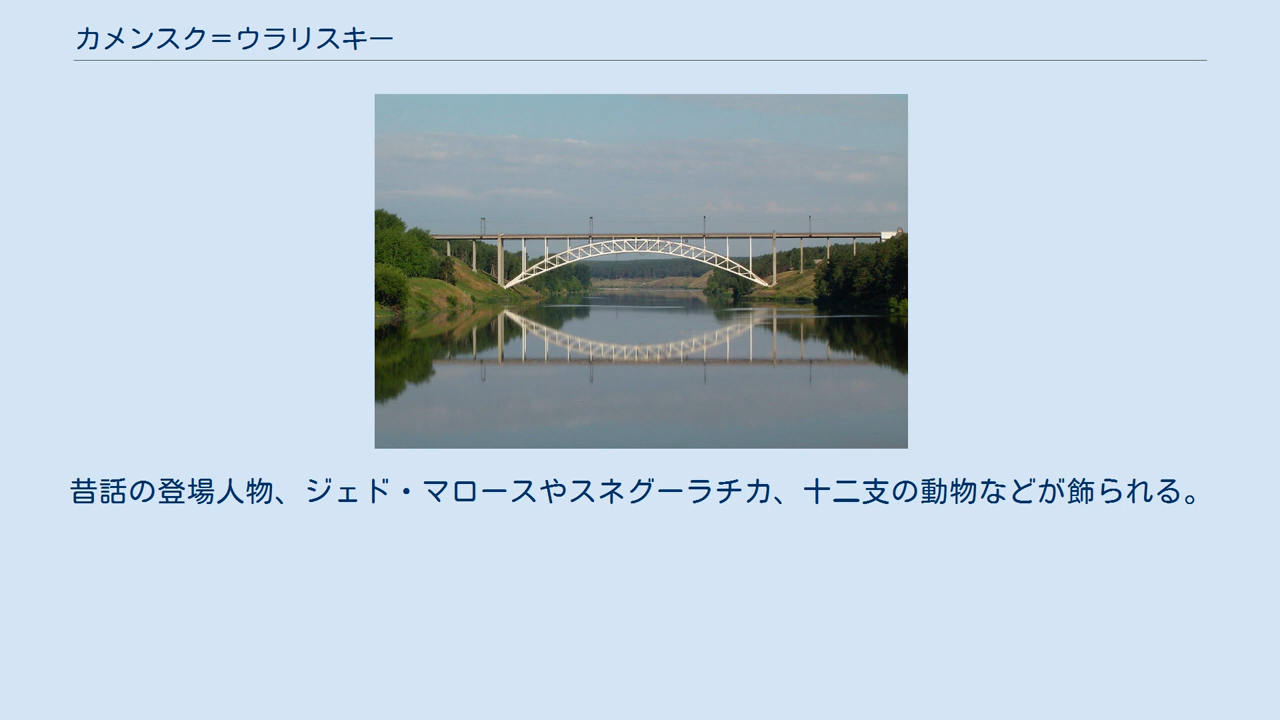 カメンスク＝ウラリスキー
昔話の登場人物、ジェド・マロースやスネグーラチカ、十二支の動物などが飾られる。